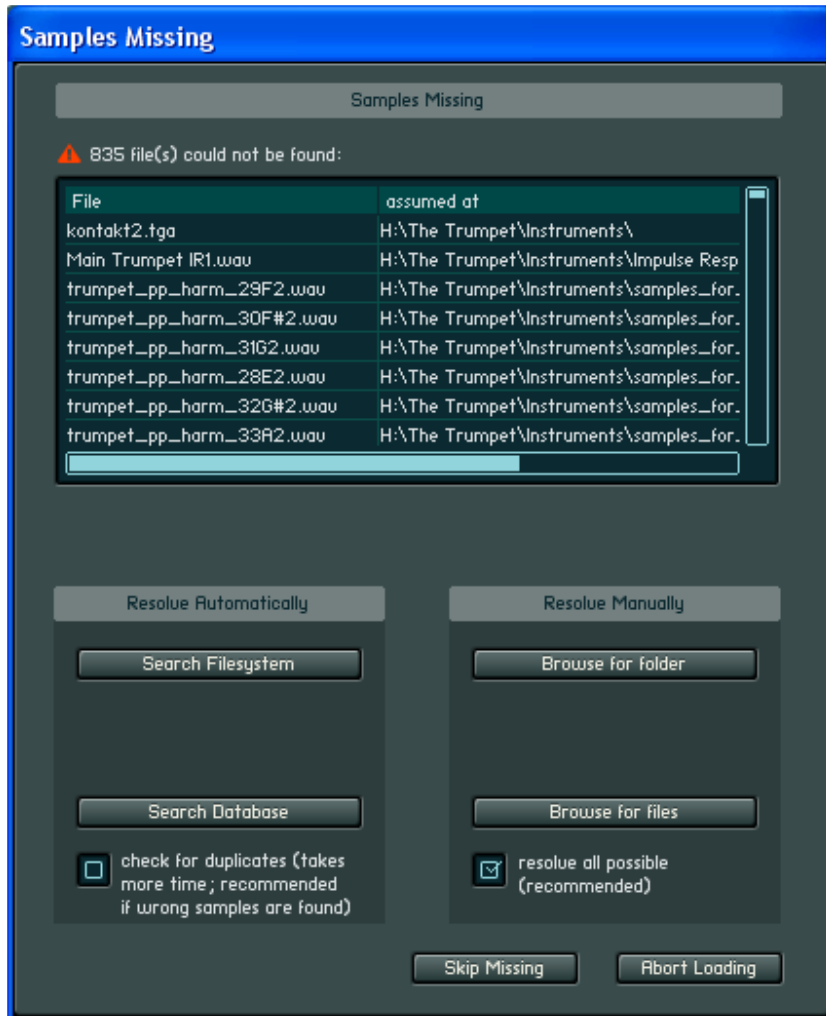 Samples Missing
Samples Missing
835 file(s) could not be found:
File assumed at
kontakt2.tga H:\The Trumpet\Instruments\
Main Trumpet IR1.wav H:\The Trumpet\Instruments\Impulse Resp
trumpet_pp_harm_29F2.wav H:\The Trumpet\Instruments\samples_for.
trumpet_pp_harm_30F#2.wav H:\The Trumpet\Instruments\samples_for.
trumpet_pp_harm_31G2.wav H:\The Trumpet\Instruments\samples_for.
trumpet_pp_harm_28E2.wav H:\The Trumpet\Instruments\samples_for.
trumpet_pp_harm_32G#2.wav H:\The Trumpet\Instruments\samples_for.
trumpet_pp_harm_33A2.wav H:\The Trumpet\Instruments\samples_for.
Resolve Automatically
Search Filesystem
Search Database
check for duplicates (takes
more time; recommended
if wrong samples are found)
Resolve Manually
Browse for folder
Browse for files
resolve all possible
(recommended)
Skip Missing
Abort Loading